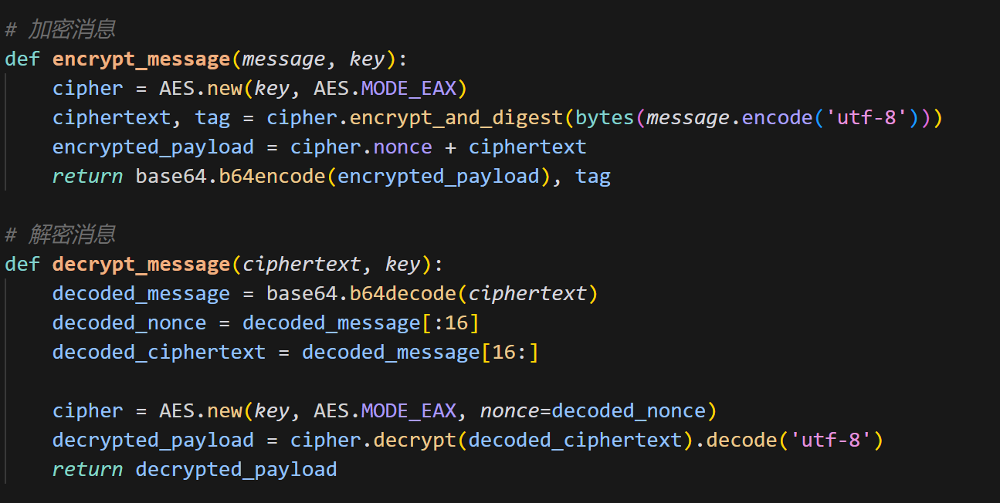 # 加密消息
def encrypt_message(message, key):
    cipher = AES.new(key, AES.MODE_EAX)
    ciphertext, tag = cipher.encrypt_and_digest(bytes(message.encode('utf-8')))
    encrypted_payload = cipher.nonce + ciphertext
    return base64.b64encode(encrypted_payload), tag

# 解密消息
def decrypt_message(ciphertext, key):
    decoded_message = base64.b64decode(ciphertext)
    decoded_nonce = decoded_message[:16]
    decoded_ciphertext = decoded_message[16:]

    cipher = AES.new(key, AES.MODE_EAX, nonce=decoded_nonce)
    decrypted_payload = cipher.decrypt(decoded_ciphertext).decode('utf-8')
    return decrypted_payload